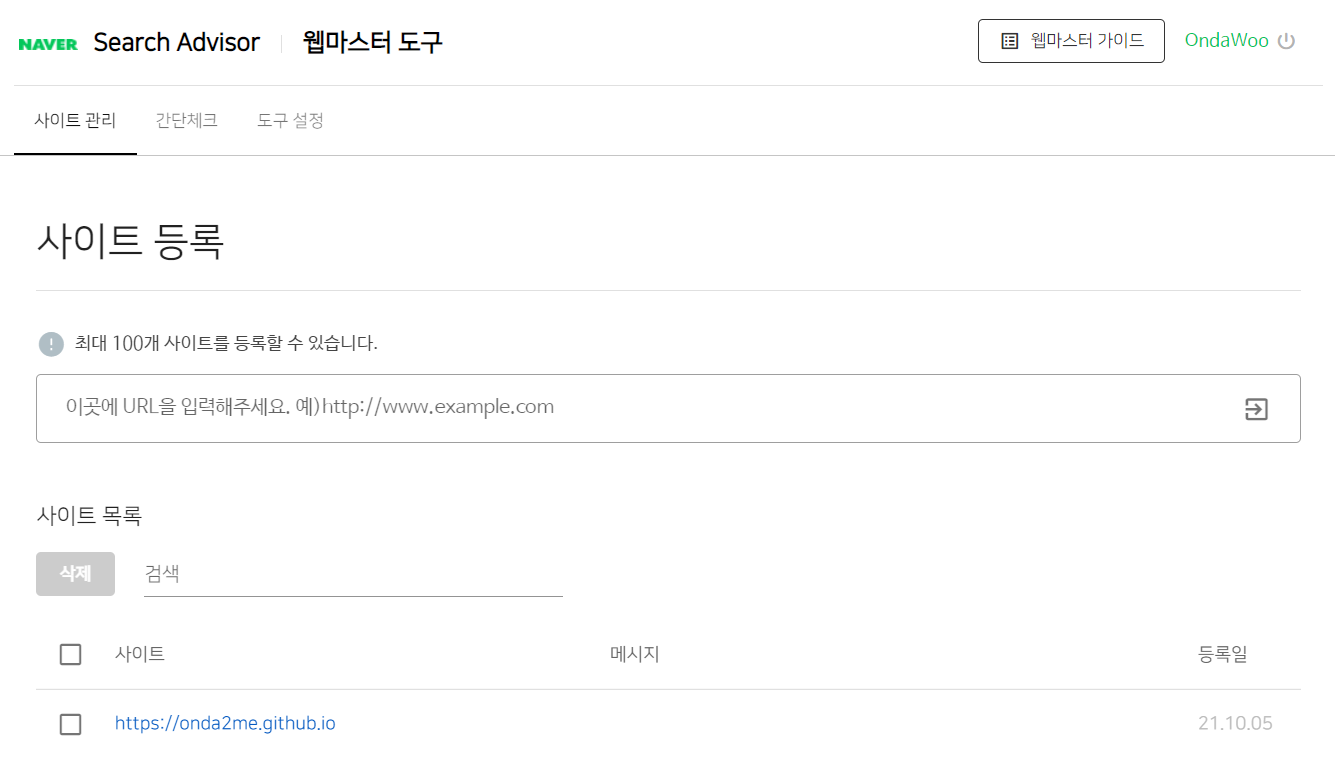 NAVER Search Advisor 웹마스터 도구 웹마스터 가이드 OndaWoo
사이트 관리 간단체크 도구 설정
사이트 등록
최대 100개 사이트를 등록할 수 있습니다.
이곳에 URL을 입력해주세요. 예)http://www.example.com
사이트 목록
삭제 검색
사이트 메시지 등록일
https://onda2me.github.io 21.10.05